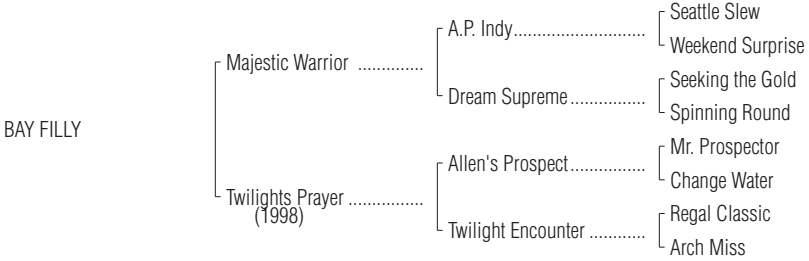 Seattle Slew
A.P. Indy.............................
Weekend Surprise
Majestic Warrior ..............
Seeking the Gold
Dream Supreme................
Spinning Round
BAY FILLY
Mr. Prospector
Allen's Prospect................
Change Water
Twilights Prayer ................
(1998)
Regal Classic
Twilight Encounter ............
Arch Miss